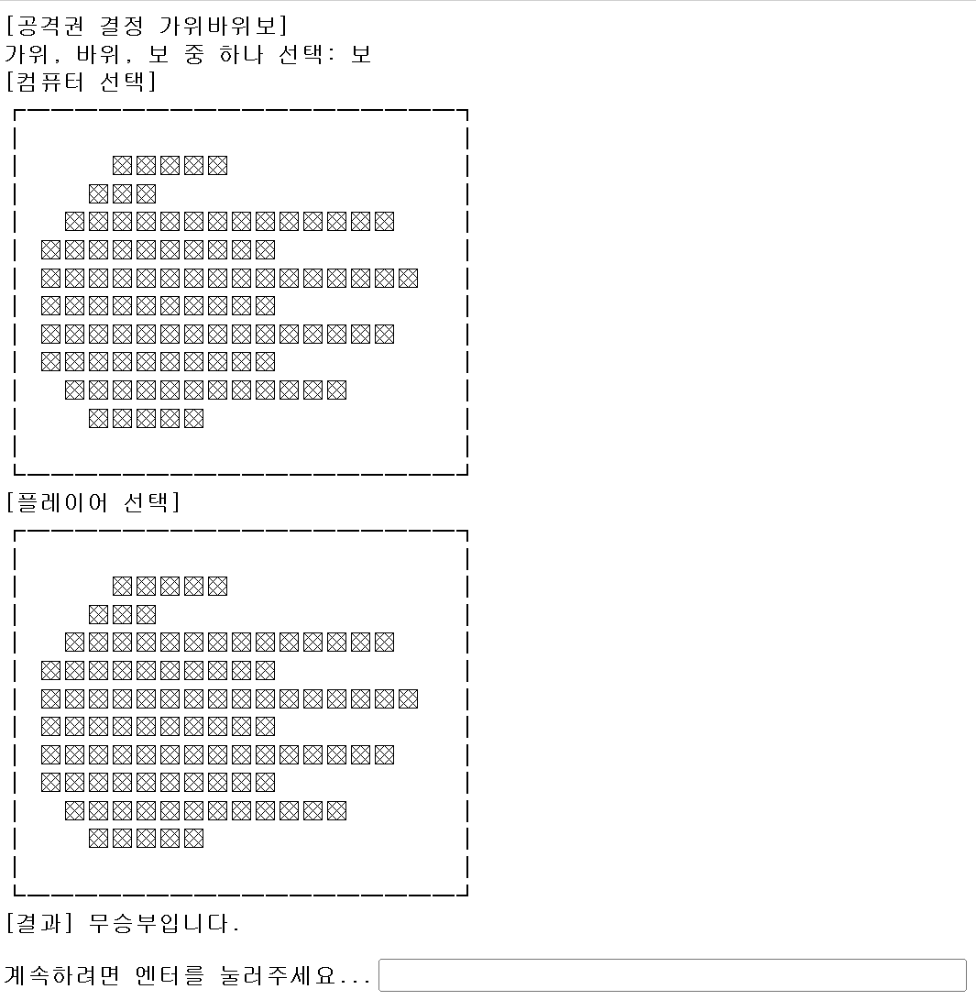 [공격권 결정 가위바위보]
가위, 바위, 보 중 하나 선택: 보
[컴퓨터 선택]
[플레이어 선택]
[결과] 무승부입니다.
계속하려면 엔터를 눌러주세요...